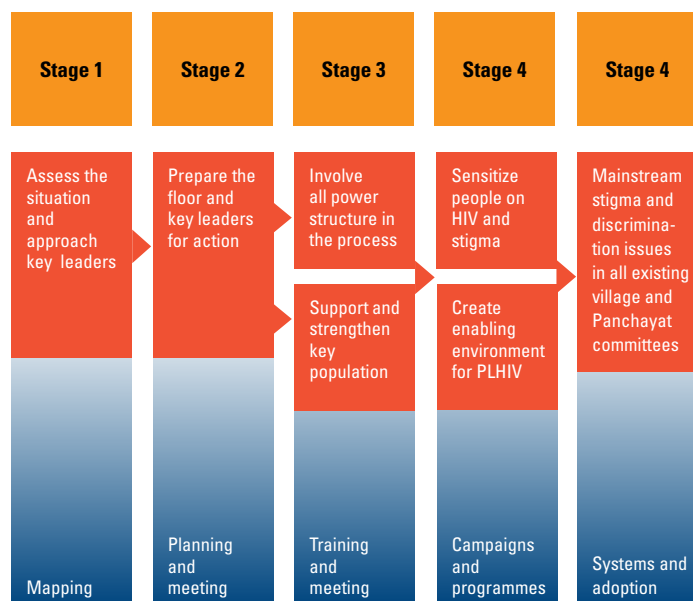 Stage 1
Stage 2
Stage 3
Stage 4
Stage 4
Assess the
situation
and
approach
key leaders
Prepare the
floor and
key leaders
for action
Involve
all power
structure in
the process
Support and
strengthen
key
population
Sensitize
people on
HIV and
stigma
Create
enabling
environment
for PLHIV
Mainstream
stigma and
discrimina-
tion issues
in all existing
village and
Panchayat
committees
Mapping
Planning
and
meeting
Training
and
meeting
Campaigns
and
programmes
Systems and
adoption